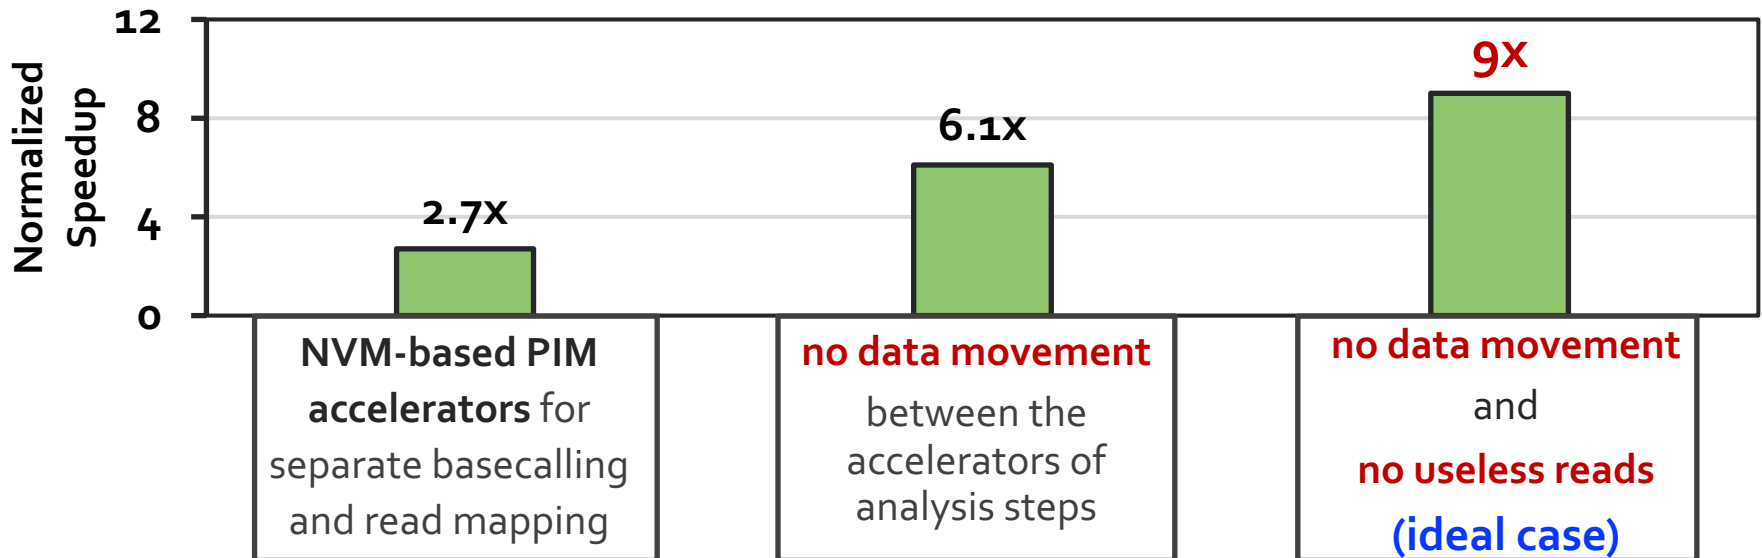 Normalized
Speedup
12
8
4
0
2.7x
6.1x
9x
NVM-based PIM
accelerators for
separate basecalling
and read mapping
no data movement
between the
accelerators of
analysis steps
no data movement
and
no useless reads
(ideal case)